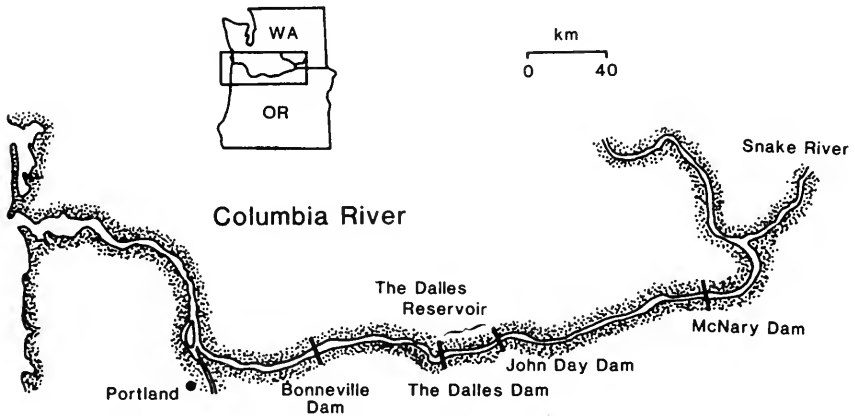 WA
OR
km
0 40
Snake River
Columbia River
The Dalles
Reservoir
McNary Dam
John Day Dam
The Dalles Dam
Bonneville
Dam
Portland